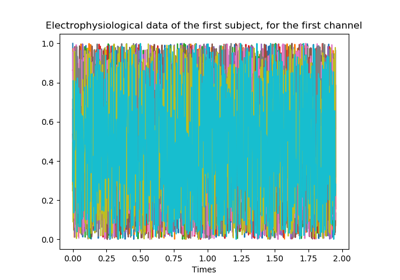 Electrophysiological data of the first subject, for the first channel
1.0
0.8
0.6
0.4
0.2
0.0
0.00 0.25 0.50 0.75 1.00 1.25 1.50 1.75 2.00
Times